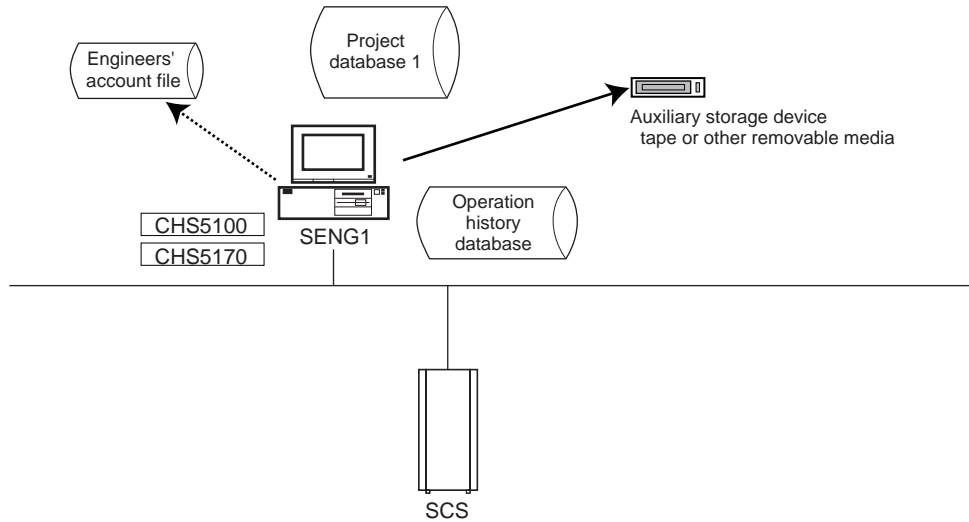 Project
database 1
Engineers'
account file
Auxiliary storage device
tape or other removable media
Operation
history
database
CHS5100
CHS5170
SENG1
SCS